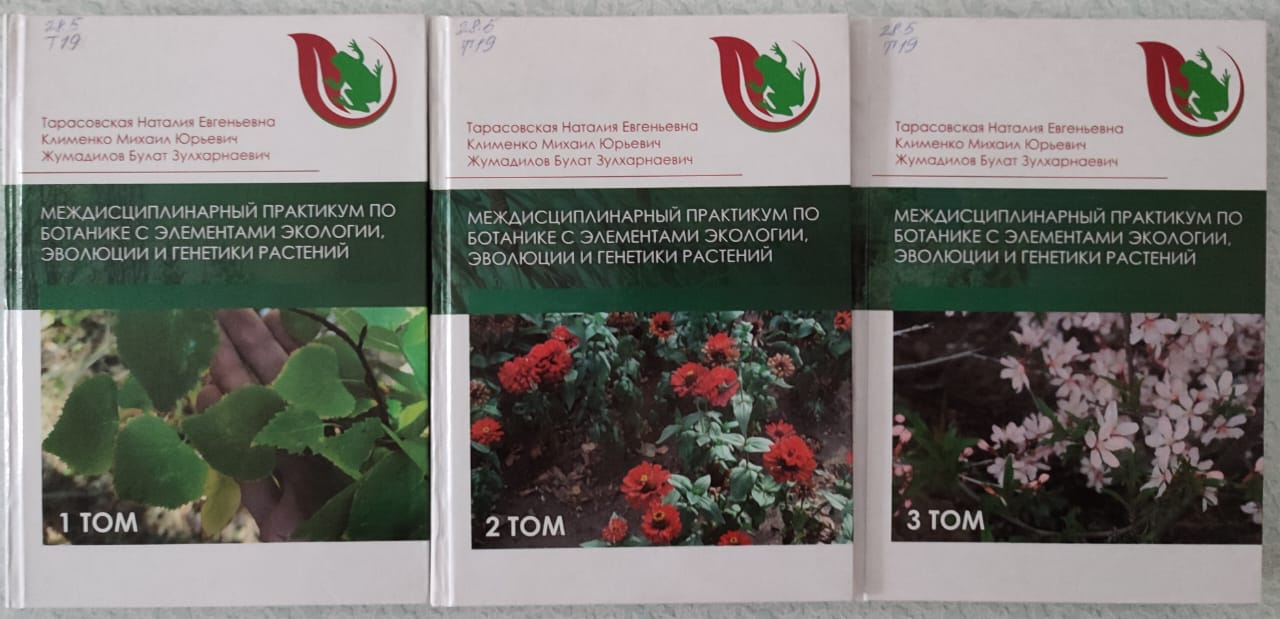 28.5
Т19
Тарасовская Наталия Евгеньевна
Клименко Михаил Юрьевич
Жумадилов Булат Зулхарнаевич
МЕЖДИСЦИПЛИНАРНЫЙ ПРАКТИКУМ ПО
БОТАНИКЕ С ЭЛЕМЕНТАМИ ЭКОЛОГИИ,
ЭВОЛЮЦИИ И ГЕНЕТИКИ РАСТЕНИЙ
1 ТОМ
28.5
Т19
Тарасовская Наталия Евгеньевна
Клименко Михаил Юрьевич
Жумадилов Булат Зулхарнаевич
МЕЖДИСЦИПЛИНАРНЫЙ ПРАКТИКУМ ПО
БОТАНИКЕ С ЭЛЕМЕНТАМИ ЭКОЛОГИИ,
ЭВОЛЮЦИИ И ГЕНЕТИКИ РАСТЕНИЙ
2 ТОМ
28.5
Т19
Тарасовская Наталия Евгеньевна
Клименко Михаил Юрьевич
Жумадилов Булат Зулхарнаевич
МЕЖДИСЦИПЛИНАРНЫЙ ПРАКТИКУМ ПО
БОТАНИКЕ С ЭЛЕМЕНТАМИ ЭКОЛОГИИ,
ЭВОЛЮЦИИ И ГЕНЕТИКИ РАСТЕНИЙ
3 ТОМ